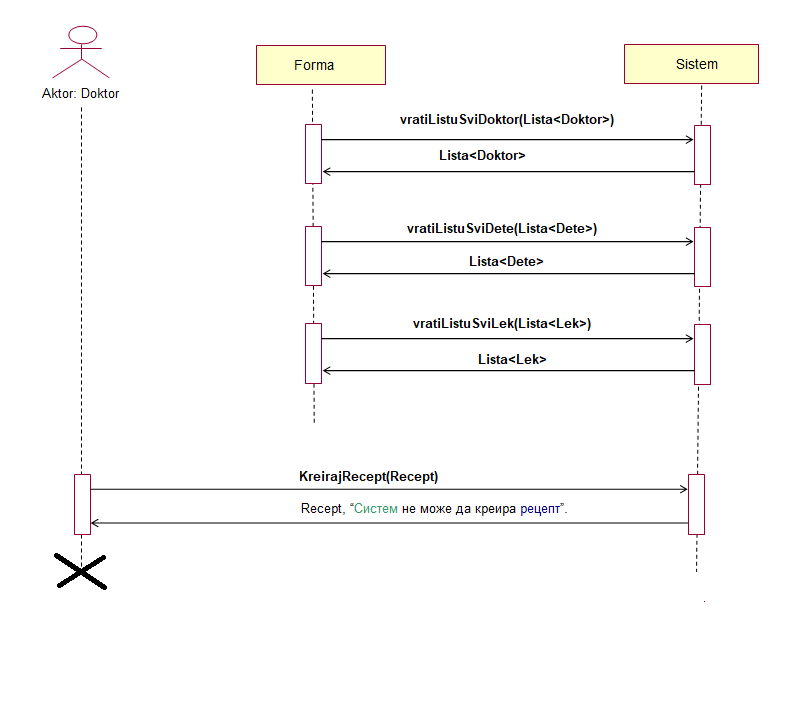 Aktor: Doktor
Forma
Sistem
vratiListuSviDoktor(Lista<Doktor>)
Lista<Doktor>
vratiListuSviDete(Lista<Dete>)
Lista<Dete>
vratiListuSviLek(Lista<Lek>)
Lista<Lek>
KreirajRecept(Recept)
Recept, “Систем не може да креира рецепт”.